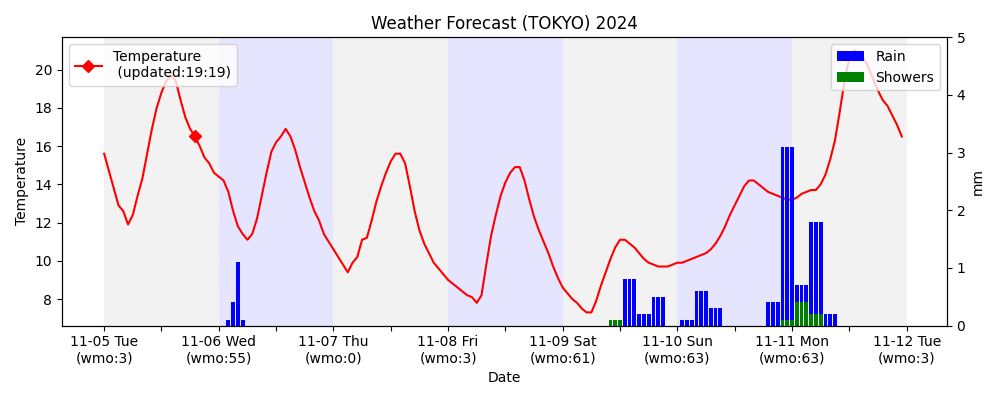 Weather Forecast (TOKYO) 2024
Temperature
(updated:19:19)
Rain
Showers
Temperature
20
18
16
14
12
10
8
5
4
3
2
1
0
mm
11-05 Tue
(wmo:3)
11-06 Wed
(wmo:55)
11-07 Thu
(wmo:0)
11-08 Fri
(wmo:3)
11-09 Sat
(wmo:61)
11-10 Sun
(wmo:63)
11-11 Mon
(wmo:63)
11-12 Tue
(wmo:3)
Date